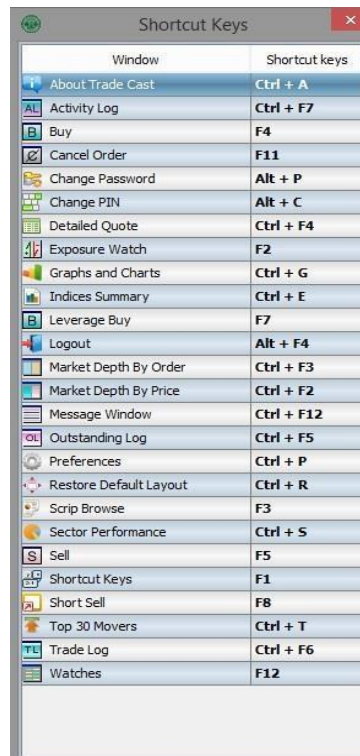 Shortcut Keys
Window Shortcut keys
About Trade Cast Ctrl + A
AL Activity Log Ctrl + F7
B Buy F4
Cancel Order F11
Change Password Alt + P
Change PIN Alt + C
Detailed Quote Ctrl + F4
Exposure Watch F2
Graphs and Charts Ctrl + G
Indices Summary Ctrl + E
B Leverage Buy F7
Logout Alt + F4
Market Depth By Order Ctrl + F3
Market Depth By Price Ctrl + F2
Message Window Ctrl + F12
OL Outstanding Log Ctrl + F5
Preferences Ctrl + P
Restore Default Layout Ctrl + R
Scrip Browse F3
Sector Performance Ctrl + S
S Sell F5
Shortcut Keys F1
Short Sell F8
Top 30 Movers Ctrl + T
TL Trade Log Ctrl + F6
Watches F12